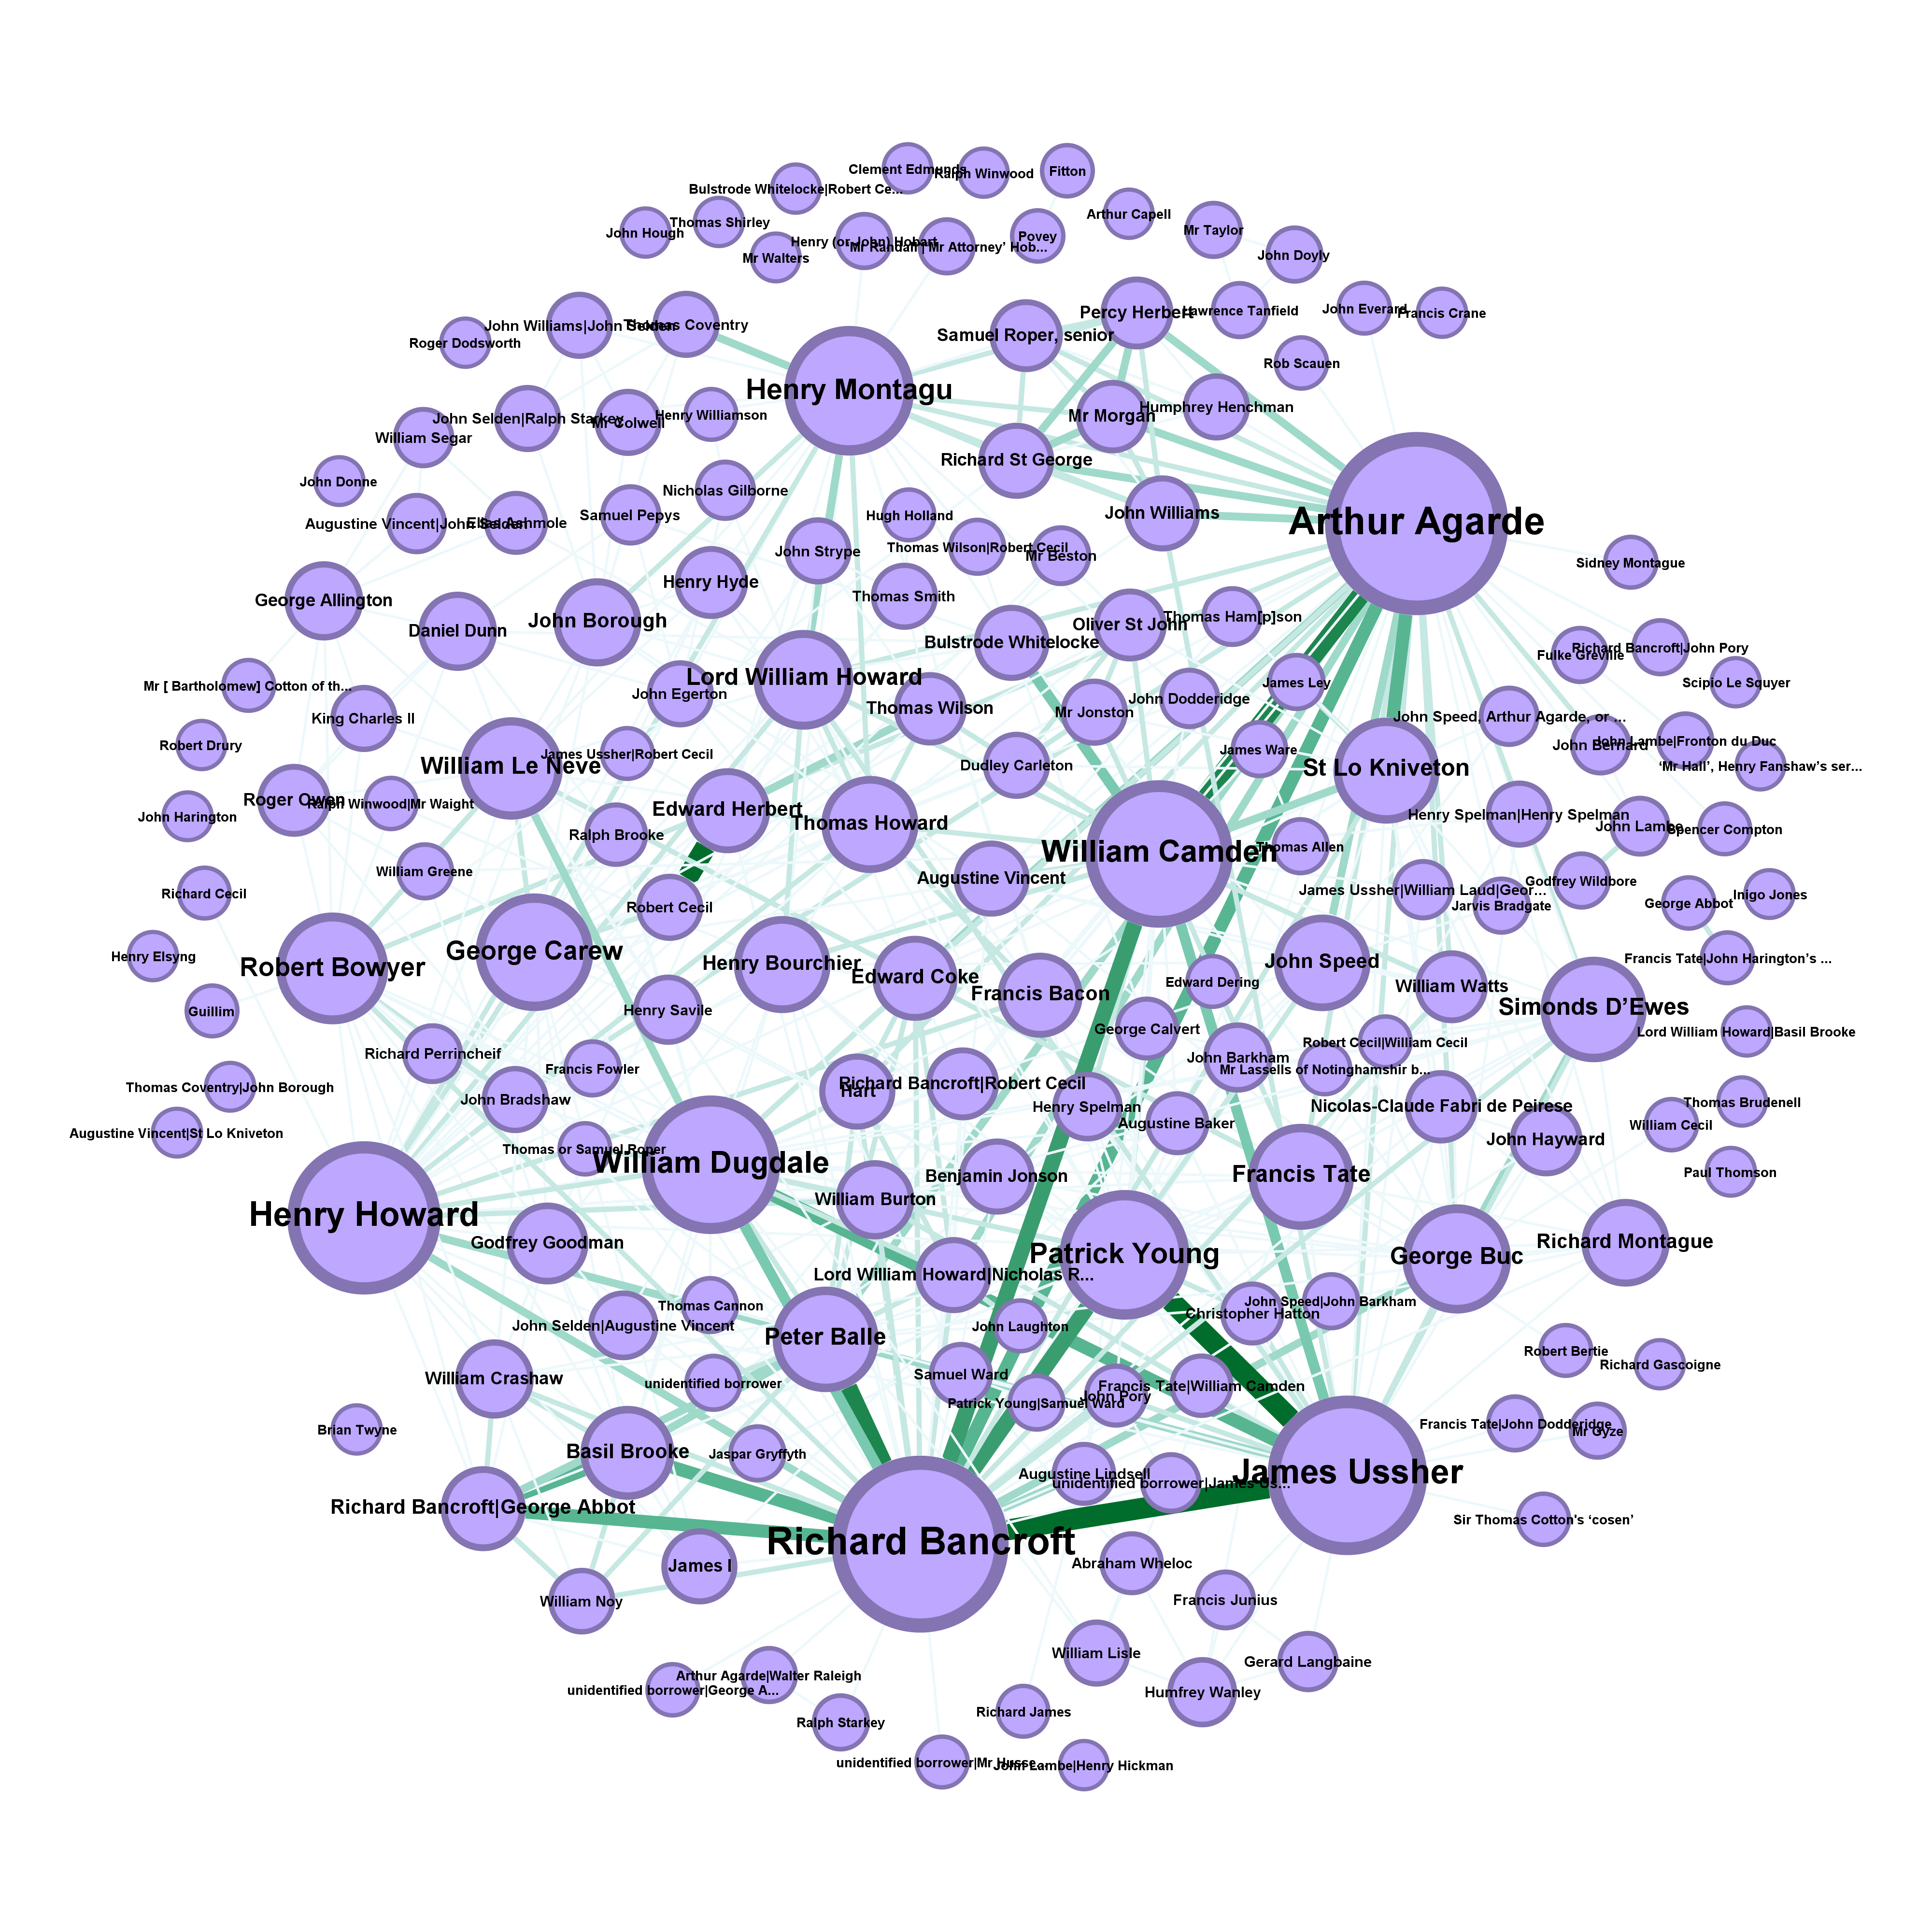 Clement Edmunds
Ralph Winwood
Fitton
Bulstrode Whitelocke|Robert Ce...
Arthur Capell
Thomas Shirley
John Hough
Mr Taylor
Povey
Henry (or John) Hobart
Mr Randall | Mr Attorney’ Hob...
John Doyly
Mr Walters
Percy Herbert
Lawrence Tanfield
John Everard
Francis Crane
John Williams|John Selden
Thomas Coventry
Samuel Roper, senior
Roger Dodsworth
Rob Scauen
Henry Montagu
Humphrey Henchman
Mr Morgan
John Selden|Ralph Starkey
Mr Colwell
Henry Williamson
William Segar
Richard St George
John Donne
Nicholas Gilborne
John Williams
Samuel Pepys
Hugh Holland
Arthur Agarde
Augustine Vincent|John Selden
Elias Ashmole
John Strype
Thomas Wilson|Robert Cecil
Mr Beston
Sidney Montague
Henry Hyde
Thomas Smith
George Allington
Thomas Ham[p]son
John Borough
Oliver St John
Daniel Dunn
Bulstrode Whitelocke
Richard Bancroft|John Pory
Fulke Greville
Lord William Howard
James Ley
Scipio Le Squyer
Mr [ Bartholomew] Cotton of th...
John Egerton
John Dodderidge
Thomas Wilson
Mr Jonston
King Charles II
John Speed, Arthur Agarde, or ...
Robert Drury
John Bernard
John Lambe|Fronton du Duc
James Ussher|Robert Cecil
James Ware
William Le Neve
Dudley Carleton
St Lo Kniveton
‘Mr Hall’, Henry Fanshaw’s ser...
Roger Owen
Ralph Winwood|Mr Waight
Edward Herbert
John Harington
Thomas Howard
Henry Spelman|Henry Spelman
John Lambe
Spencer Compton
Ralph Brooke
William Camden
Thomas Allen
William Greene
Augustine Vincent
Godfrey Wildbore
James Ussher|William Laud|Geor...
Richard Cecil
Inigo Jones
George Abbot
Jarvis Bradgate
Robert Cecil
George Carew
Henry Elsyng
Francis Tate|John Harington’s ...
Henry Bourchier
John Speed
Robert Bowyer
Edward Coke
Edward Dering
William Watts
Francis Bacon
Simonds D’Ewes
Guillim
Henry Savile
George Calvert
Lord William Howard|Basil Brooke
Robert Cecil|William Cecil
Richard Perrincheif
John Barkham
Francis Fowler
Mr Lassells of Notinghamshir b...
Richard Bancroft|Robert Cecil
Thomas Coventry|John Borough
Hart
John Bradshaw
Thomas Brudenell
Henry Spelman
Nicolas-Claude Fabri de Peirese
Augustine Baker
William Cecil
Augustine Vincent|St Lo Kniveton
John Hayward
Thomas or Samuel Roper
William Dugdale
Paul Thomson
Benjamin Jonson
Francis Tate
William Burton
Henry Howard
Godfrey Goodman
Richard Montague
Patrick Young
George Buc
Lord William Howard|Nicholas R...
John Speed|John Barkham
Thomas Cannon
Christopher Hatton
John Selden|Augustine Vincent
John Laughton
Peter Balle
Robert Bertie
Richard Gascoigne
Samuel Ward
William Crashaw
unidentified borrower
Francis Tate|William Camden
John Pory
Patrick Young|Samuel Ward
Francis Tate|John Dodderidge
Brian Twyne
Mr Gyze
Basil Brooke
Jaspar Gryffyth
James Ussher
Augustine Lindsell
unidentified borrower|James Us...
Richard Bancroft|George Abbot
Sir Thomas Cotton's ‘cosen’
Richard Bancroft
Abraham Wheloc
James I
William Noy
Francis Junius
William Lisle
Gerard Langbaine
Arthur Agarde|Walter Raleigh
unidentified borrower|George A...
Humfrey Wanley
Richard James
Ralph Starkey
unidentified borrower|Mr Husse...
John Lambe|Henry Hickman